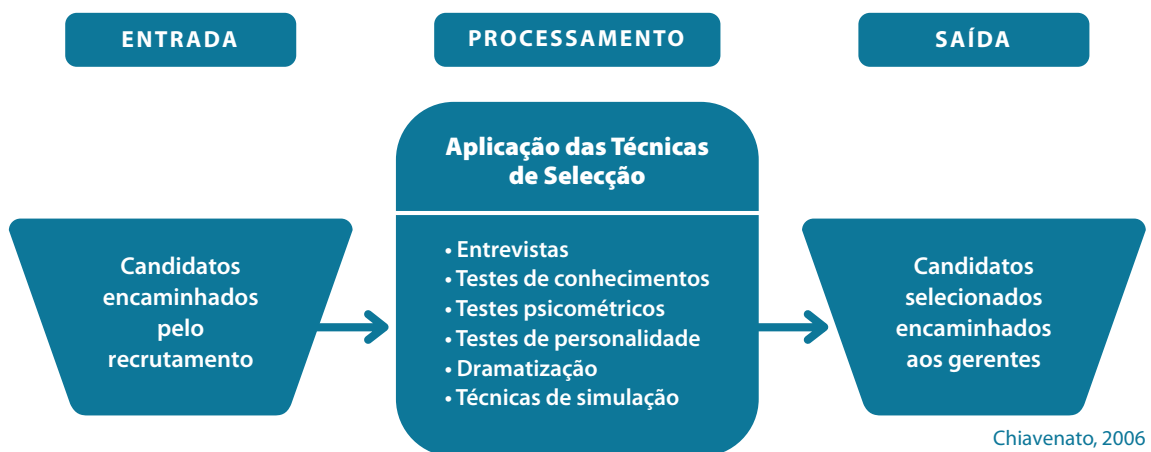 ENTRADA
PROCESSAMENTO
SAÍDA
Candidatos
encaminhados
pelo
recrutamento
Aplicação das Técnicas
de Selecção
• Entrevistas
• Testes de conhecimentos
• Testes psicométricos
• Testes de personalidade
• Dramatização
• Técnicas de simulação
Candidatos
selecionados
encaminhados
aos gerentes
Chiavenato, 2006